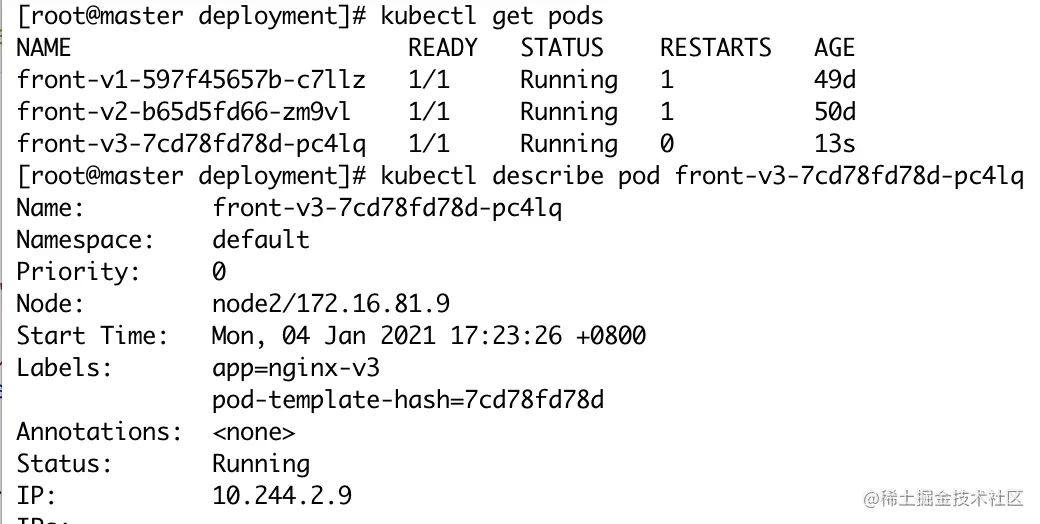 [root@master deployment]# kubectl get pods
NAME READY STATUS RESTARTS AGE
front-v1-597f45657b-c7llz 1/1 Running 1 49d
front-v2-b65d5fd66-zm9vl 1/1 Running 1 50d
front-v3-7cd78fd78d-pc4lq 1/1 Running 0 13s
[root@master deployment]# kubectl describe pod front-v3-7cd78fd78d-pc4lq
Name: front-v3-7cd78fd78d-pc4lq
Namespace: default
Priority: 0
Node: node2/172.16.81.9
Start Time: Mon, 04 Jan 2021 17:23:26 +0800
Labels: app=nginx-v3
pod-template-hash=7cd78fd78d
Annotations: <none>
Status: Running
IP: 10.244.2.9
@稀土掘金技术社区